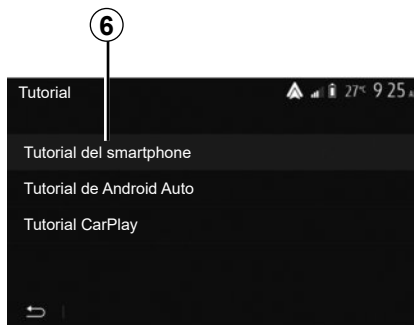 6
Tutorial 27°C 9 25
Tutorial del smartphone
Tutorial de Android Auto
Tutorial CarPlay